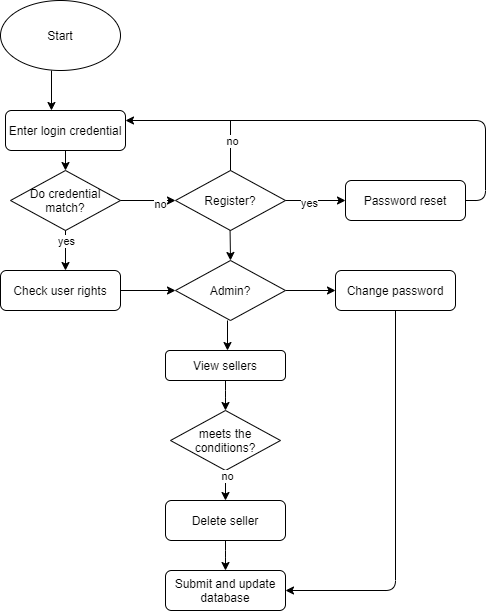 Start
Enter login credential
no
Do credential
match?
no
Register?
yes
Password reset
yes
Check user rights
Admin?
Change password
View sellers
meets the
conditions?
no
Delete seller
Submit and update
database